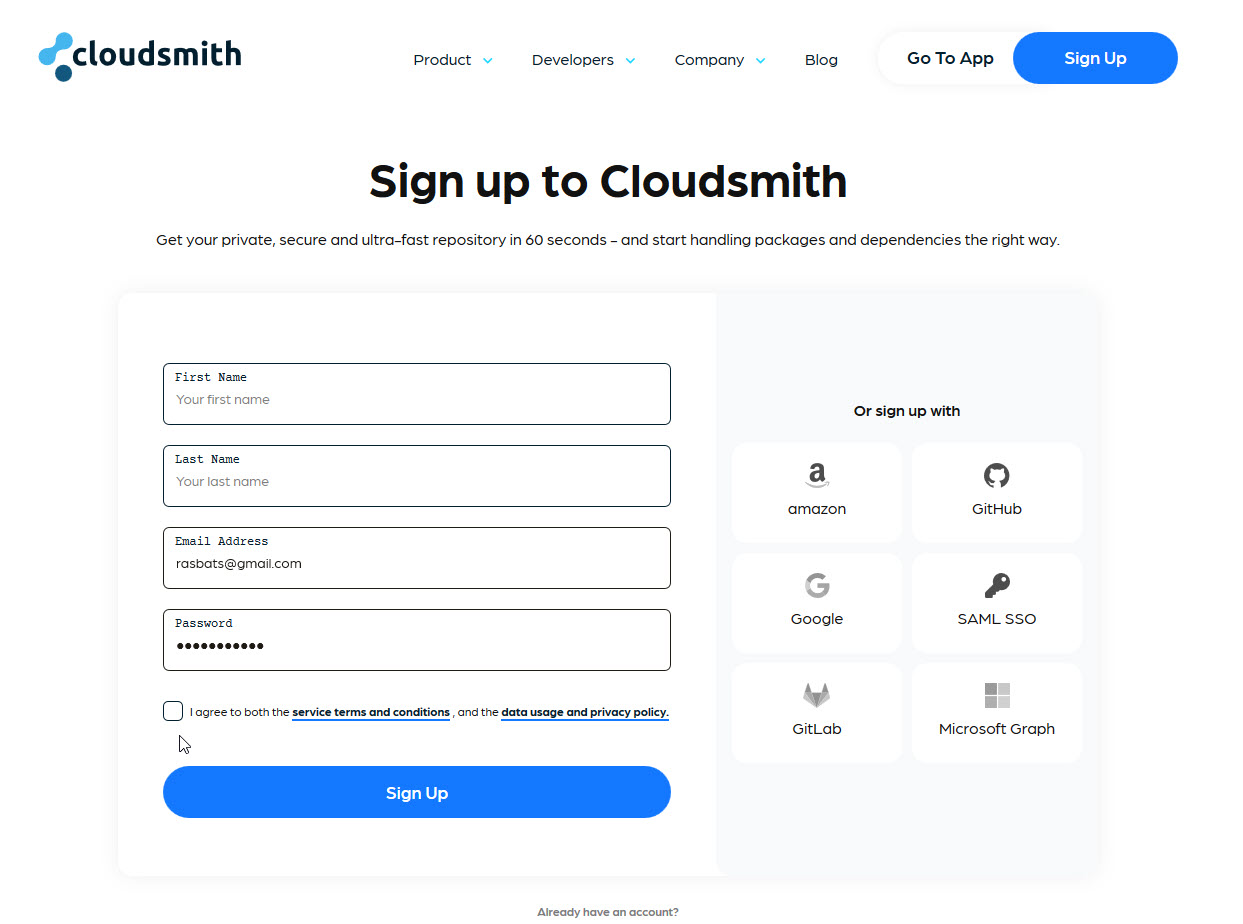 cloudsmith
Product Developers Company Blog Go To App Sign Up
Sign up to Cloudsmith
Get your private, secure and ultra-fast repository in 60 seconds - and start handling packages and dependencies the right way.
First Name
Your first name
Last Name
Your last name
Email Address
rasbats@gmail.com
Password
•••••••••••
I agree to both the service terms and conditions , and the data usage and privacy policy.
Sign Up
Or sign up with
amazon GitHub
Google SAML SSO
GitLab Microsoft Graph
Already have an account?